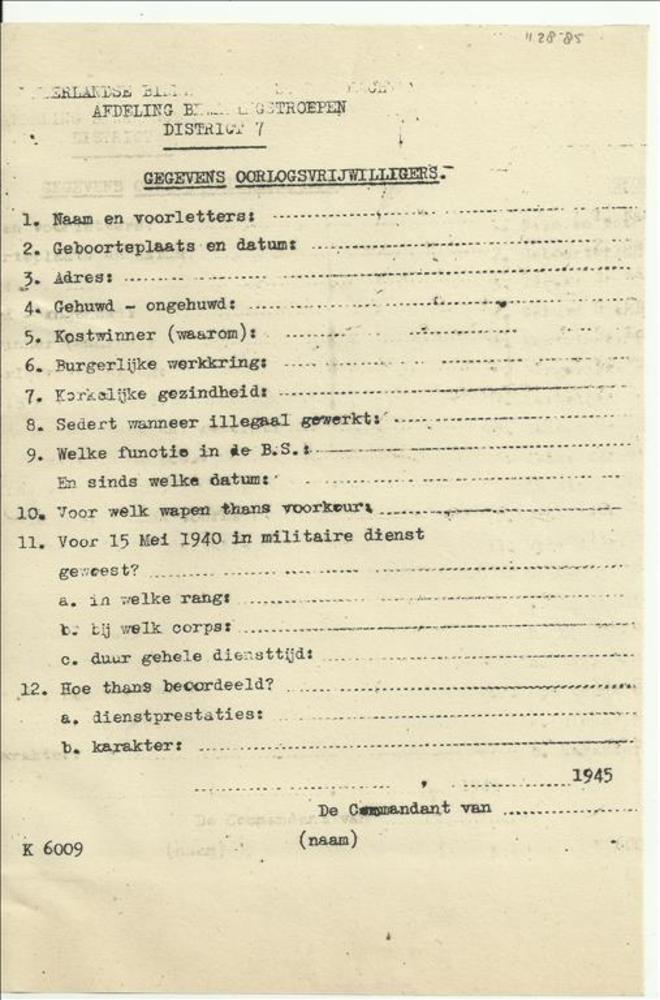 1128-85
AFDELING
DISTRICT 7
GEGEVENS OORLOGSVRIJWILLIGERS.
1. Naam en voorletters:
2. Geboorteplaats en datum:
3. Adres:
4. Gehuwd - ongehuwd:
5. Kostwinner (waarom):
6. Burgerlijke werkkring:
7. Kerkelijke gezindheid:
8. Sedert wanneer illegaal gewerkt:
9. Welke functie in de B.S.:
En sinds welke datum:
10. Voor welk wapen thans voorkeur:
11. Voor 15 Mei 1940 in militaire dienst
geweest?
a. in welke rang:
b. bij welk corps:
c. duur gehele diensttijd:
12. Hoe thans beoordeeld?
a. dienstprestaties:
b. karakter:
, 1945
De Commandant van
(naam)
K 6009